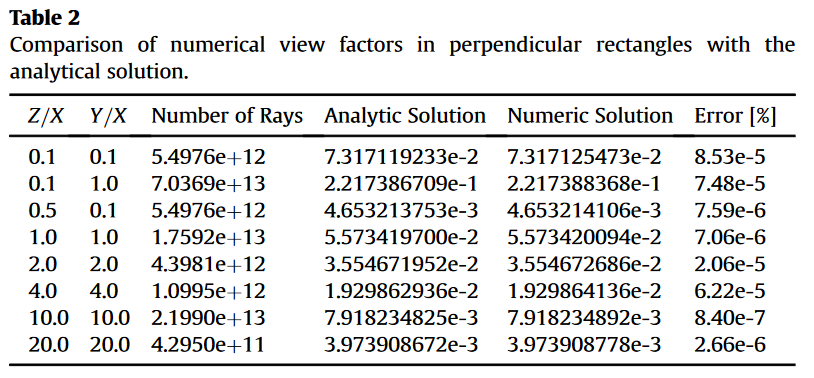 Table 2
Comparison of numerical view factors in perpendicular rectangles with the
analytical solution.
Z/X Y/X Number of Rays Analytic Solution Numeric Solution Error [%]
0.1 0.1 5.4976e+12 7.317119233e-2 7.317125473e-2 8.53e-5
0.1 1.0 7.0369e+13 2.217386709e-1 2.217388368e-1 7.48e-5
0.5 0.1 5.4976e+12 4.653213753e-3 4.653214106e-3 7.59e-6
1.0 1.0 1.7592e+13 5.573419700e-2 5.573420094e-2 7.06e-6
2.0 2.0 4.3981e+12 3.554671952e-2 3.554672686e-2 2.06e-5
4.0 4.0 1.0995e+12 1.929862936e-2 1.929864136e-2 6.22e-5
10.0 10.0 2.1990e+13 7.918234825e-3 7.918234892e-3 8.40e-7
20.0 20.0 4.2950e+11 3.973908672e-3 3.973908778e-3 2.66e-6